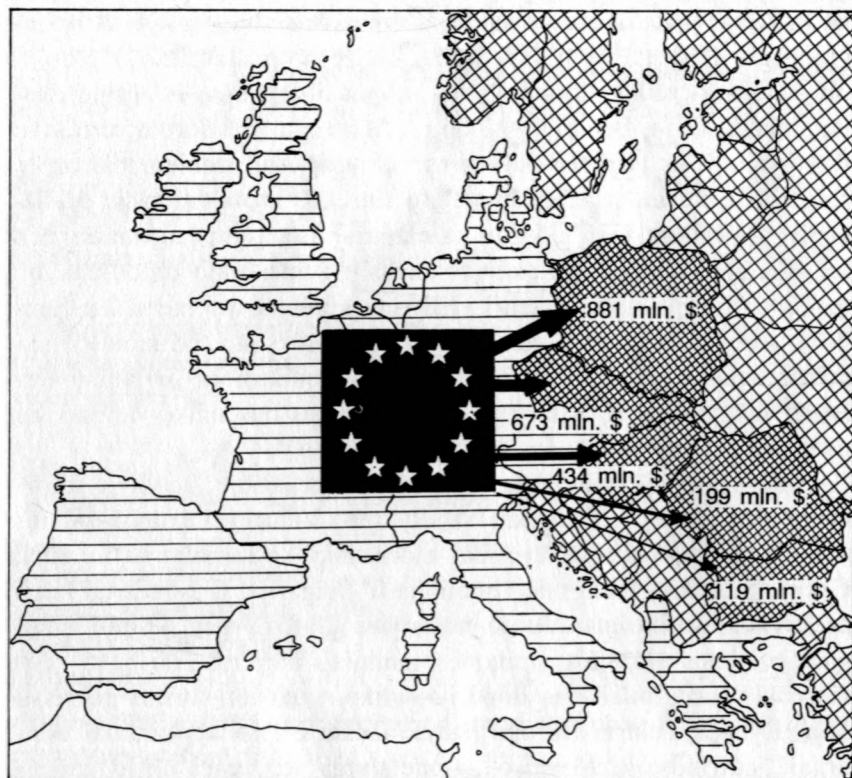 881 mln. $
673 mln. $
434 mln. $
199 mln. $
119 mln. $